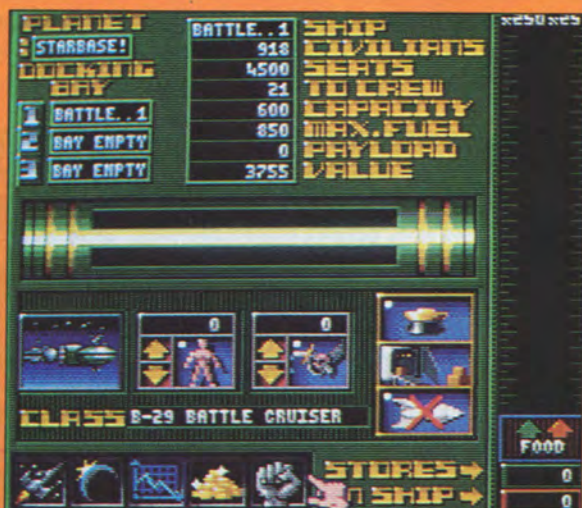 PLANET
STARBASE!
DOCKING
BAY
1 BATTLE..1
2 BAY EMPTY
3 BAY EMPTY
BATTLE..1 SHIP
918 CIVILIANS
4500 SEATS
21 TO CREW
600 CAPACITY
850 MAX.FUEL
0 PAYLOAD
3755 VALUE
x250 x25
0
0
CLASS B-29 BATTLE CRUISER
FOOD
STORES
0
SHIP
0